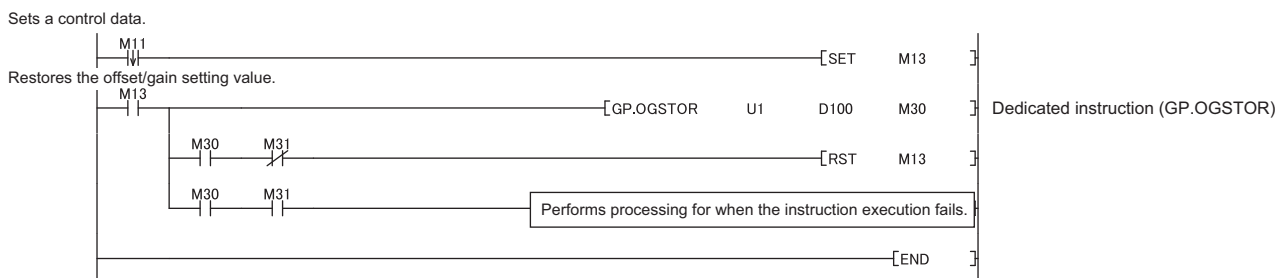 Sets a control data.
M11
[SET M13 ]
Restores the offset/gain setting value.
M13
[GP.OGSTOR U1 D100 M30 ] Dedicated instruction (GP.OGSTOR)
M30 M31
[RST M13 ]
M30 M31
Performs processing for when the instruction execution fails.
[END ]